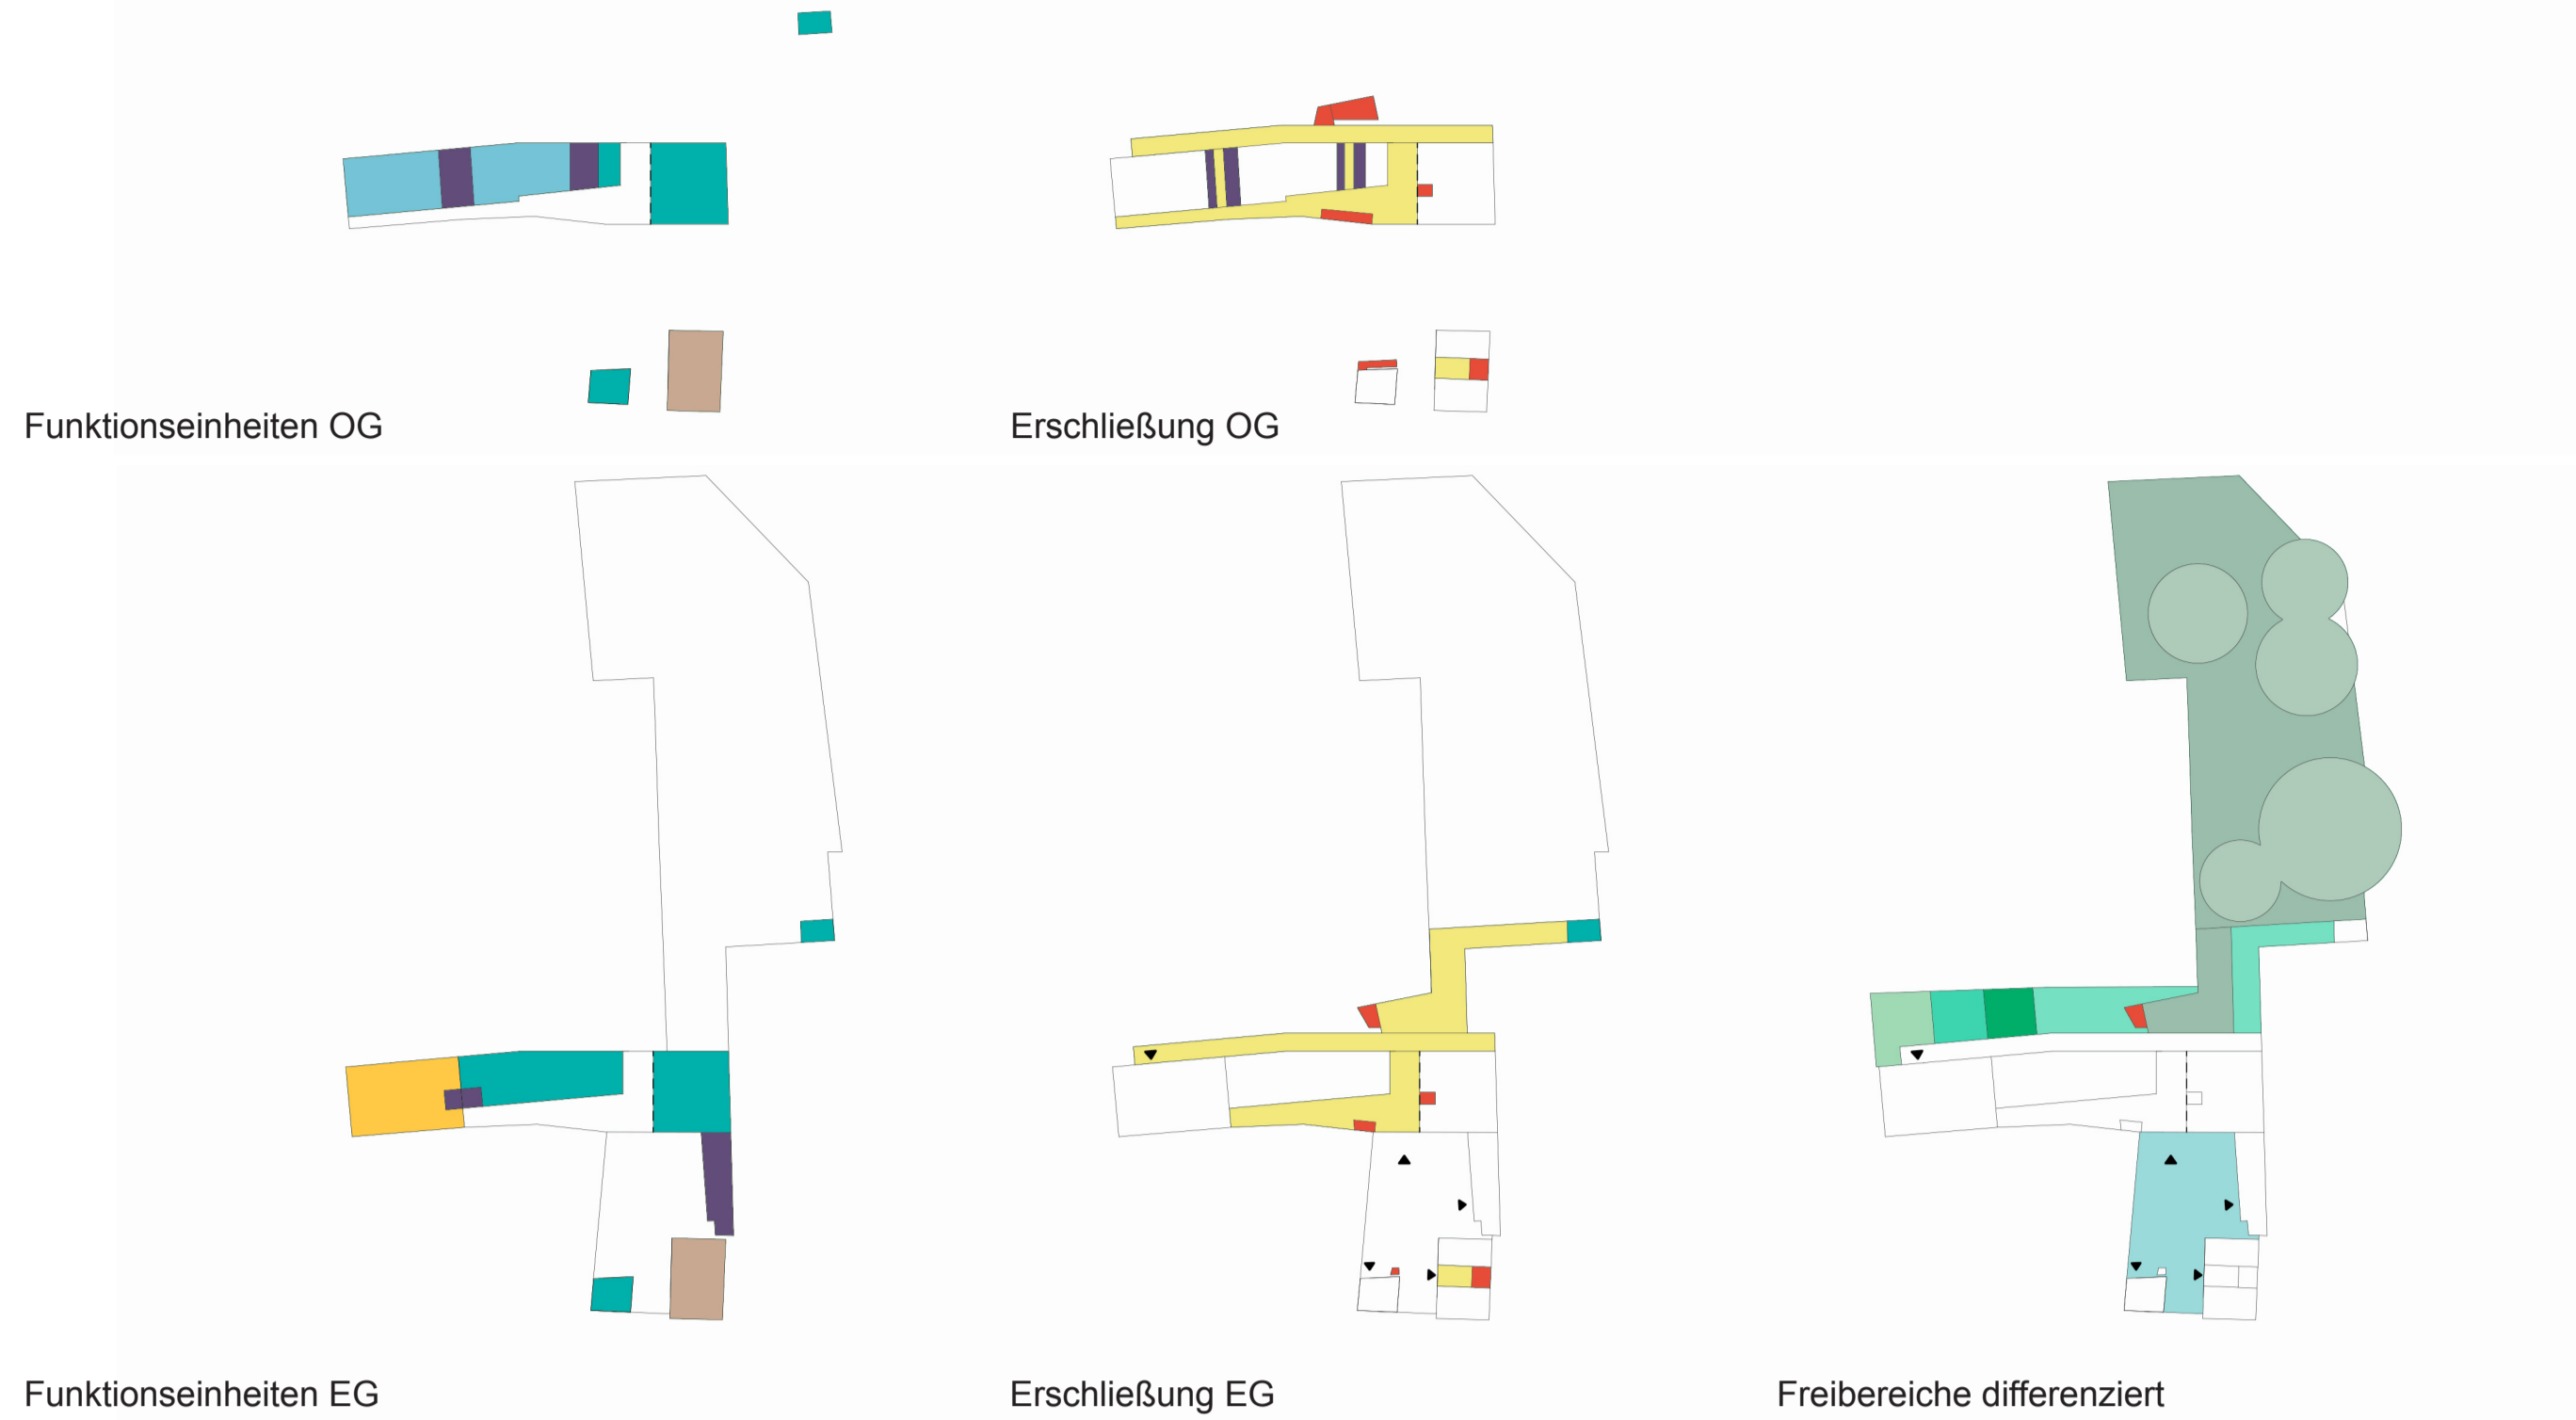 Funktionseinheiten OG
Erschließung OG
Funktionseinheiten EG
Erschließung EG
Freibereiche differenziert